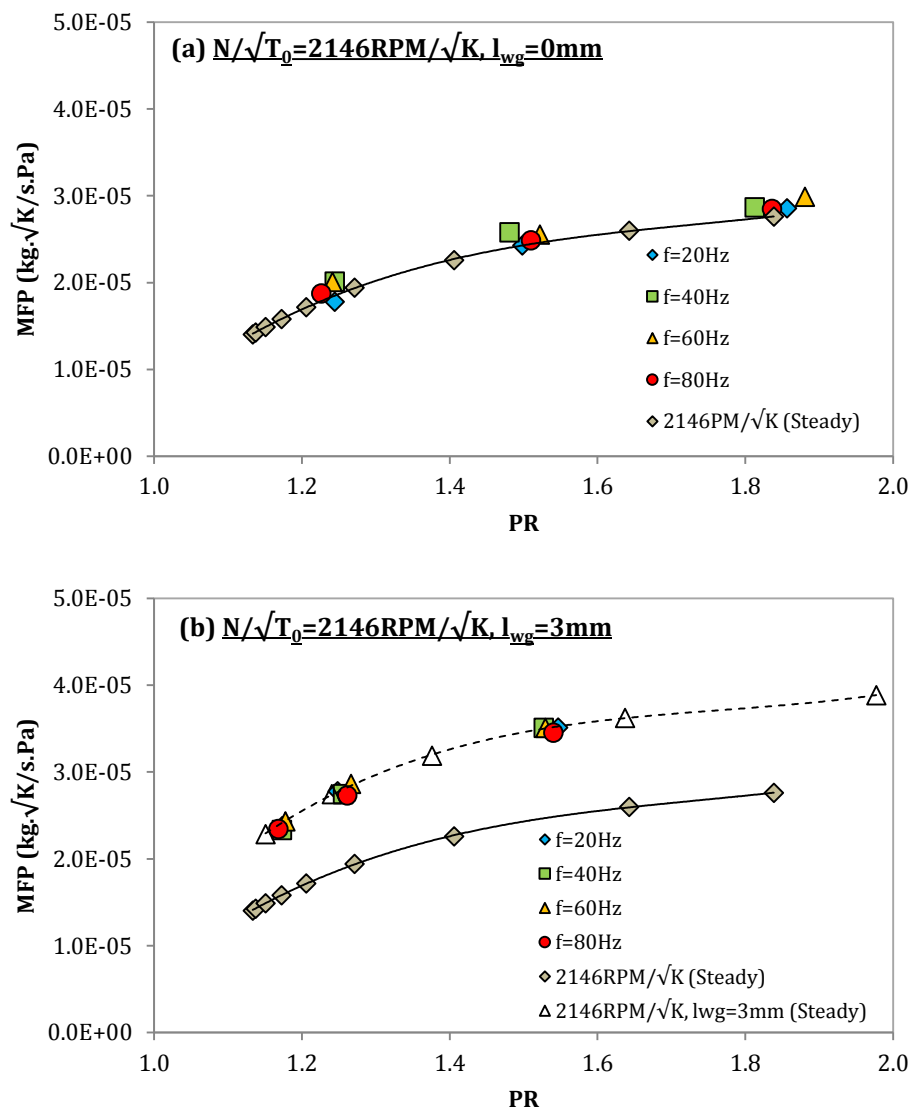 (a) N/√T0=2146RPM/√K, lwg=0mm
MFP (kg.√K/s.Pa)
5.0E-05
4.0E-05
3.0E-05
2.0E-05
1.0E-05
0.0E+00
f=20Hz
f=40Hz
f=60Hz
f=80Hz
2146PM/√K (Steady)
1.0 1.2 1.4 1.6 1.8 2.0
PR
(b) N/√T0=2146RPM/√K, lwg=3mm
MFP (kg.√K/s.Pa)
5.0E-05
4.0E-05
3.0E-05
2.0E-05
1.0E-05
0.0E+00
f=20Hz
f=40Hz
f=60Hz
f=80Hz
2146RPM/√K (Steady)
2146RPM/√K, lwg=3mm (Steady)
1.0 1.2 1.4 1.6 1.8 2.0
PR